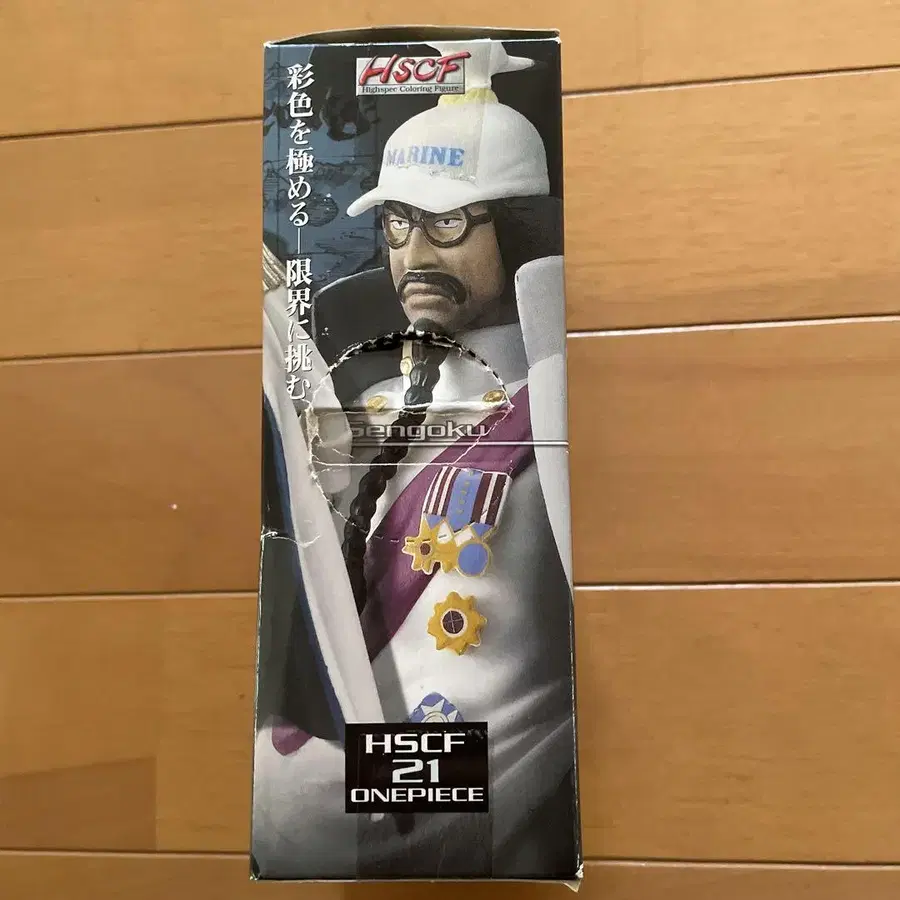 HSCF
Highspec Coloring Figure
彩色を極める―限界に挑む
MARINE
Sengoku
HSCF
21
ONEPIECE